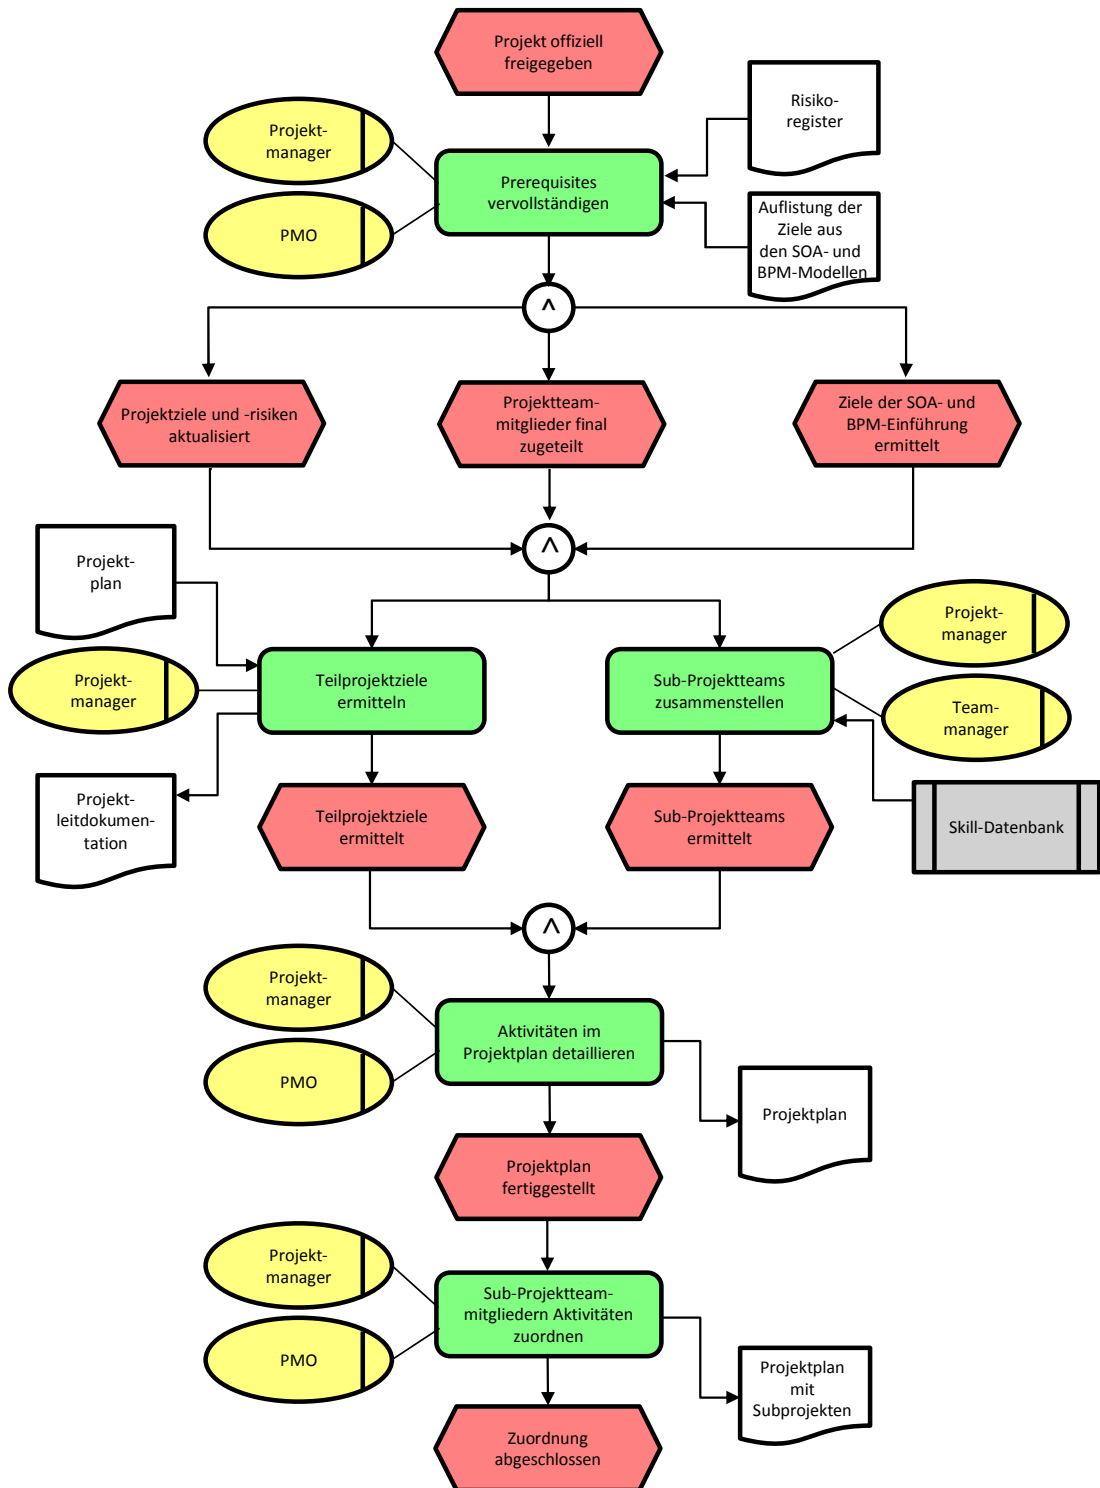 Projekt offiziell
freigegeben
Risiko-
register
Projekt-
manager
Prerequisites
vervollständigen
PMO
Auflistung der
Ziele aus
den SOA- und
BPM-Modellen
^
Projektziele und -risiken
aktualisiert
Projektteam-
mitglieder final
zugeteilt
Ziele der SOA- und
BPM-Einführung
ermittelt
^
Projekt-
plan
Projekt-
manager
Projekt-
manager
Teilprojektziele
ermitteln
Sub-Projektteams
zusammenstellen
Team-
manager
Projekt-
leitdokumen-
tation
Teilprojektziele
ermittelt
Sub-Projektteams
ermittelt
Skill-Datenbank
^
Projekt-
manager
Aktivitäten im
Projektplan detaillieren
PMO
Projektplan
Projektplan
fertiggestellt
Projekt-
manager
Sub-Projektteam-
mitgliedern Aktivitäten
zuordnen
PMO
Projektplan
mit
Subprojekten
Zuordnung
abgeschlossen